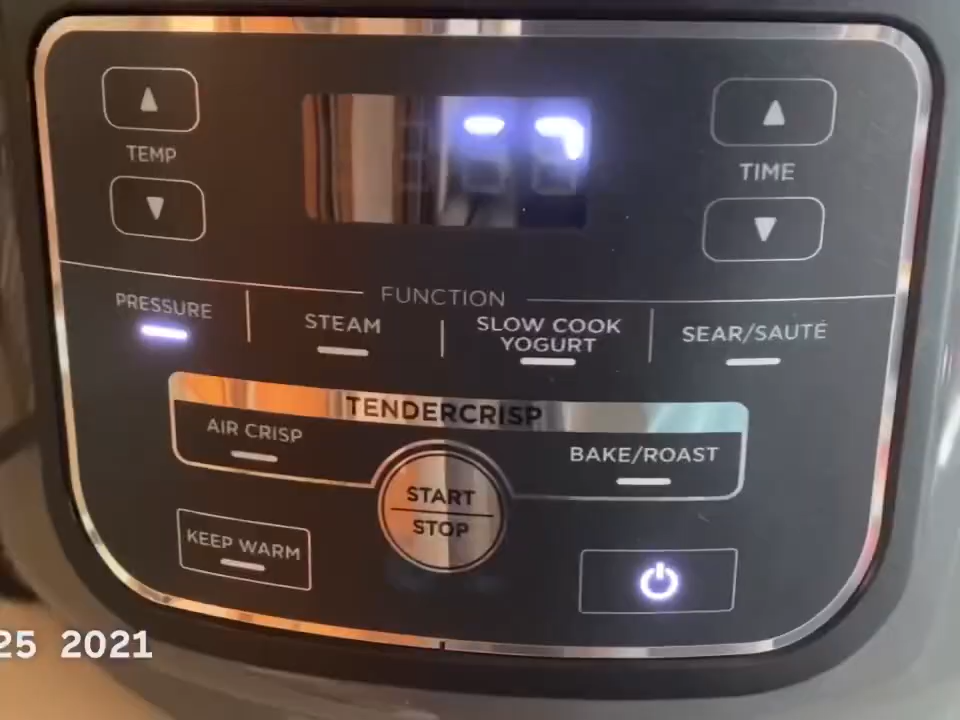 TEMP
TIME
FUNCTION
PRESSURE
STEAM
SLOW COOK
YOGURT
SEAR/SAUTÉ
TENDERCRISP
AIR CRISP
BAKE/ROAST
START
STOP
KEEP WARM
25 2021